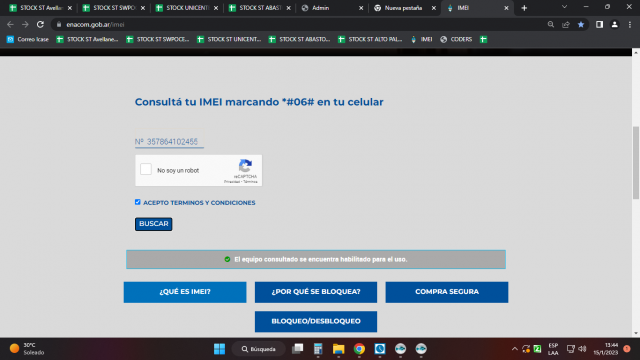 STOCK ST Avellan
STOCK ST SWPOC
STOCK ST UNICENT
STOCK ST ABASTO
Admin
Nueva pestaña
IMEI
enacom.gob.ar/imei
Correo Icase
STOCK ST Avellane...
STOCK ST SWPOCE...
STOCK ST UNICENT...
STOCK ST ABASTO...
STOCK ST ALTO PAL...
IMEI
CODERS
Consultá tu IMEI marcando *#06# en tu celular
Nº
No soy un robot
reCAPTCHA
Privacidad - Términos
ACEPTO TERMINOS Y CONDICIONES
BUSCAR
El equipo consultado se encuentra habilitado para el uso.
¿QUÉ ES IMEI?
¿POR QUÉ SE BLOQUEA?
COMPRA SEGURA
BLOQUEO/DESBLOQUEO
30°C
Soleado
Búsqueda
ESP
LAA
13:44
15/1/2023